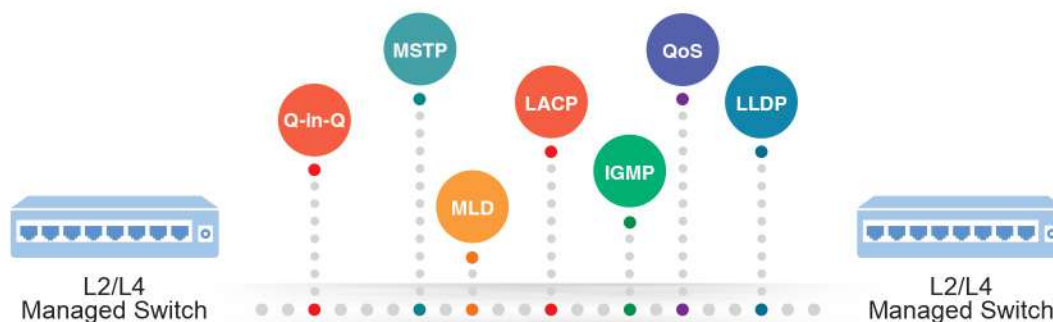 MSTP
QoS
Q-in-Q
LACP
LLDP
IGMP
MLD
L2/L4
Managed Switch
L2/L4
Managed Switch